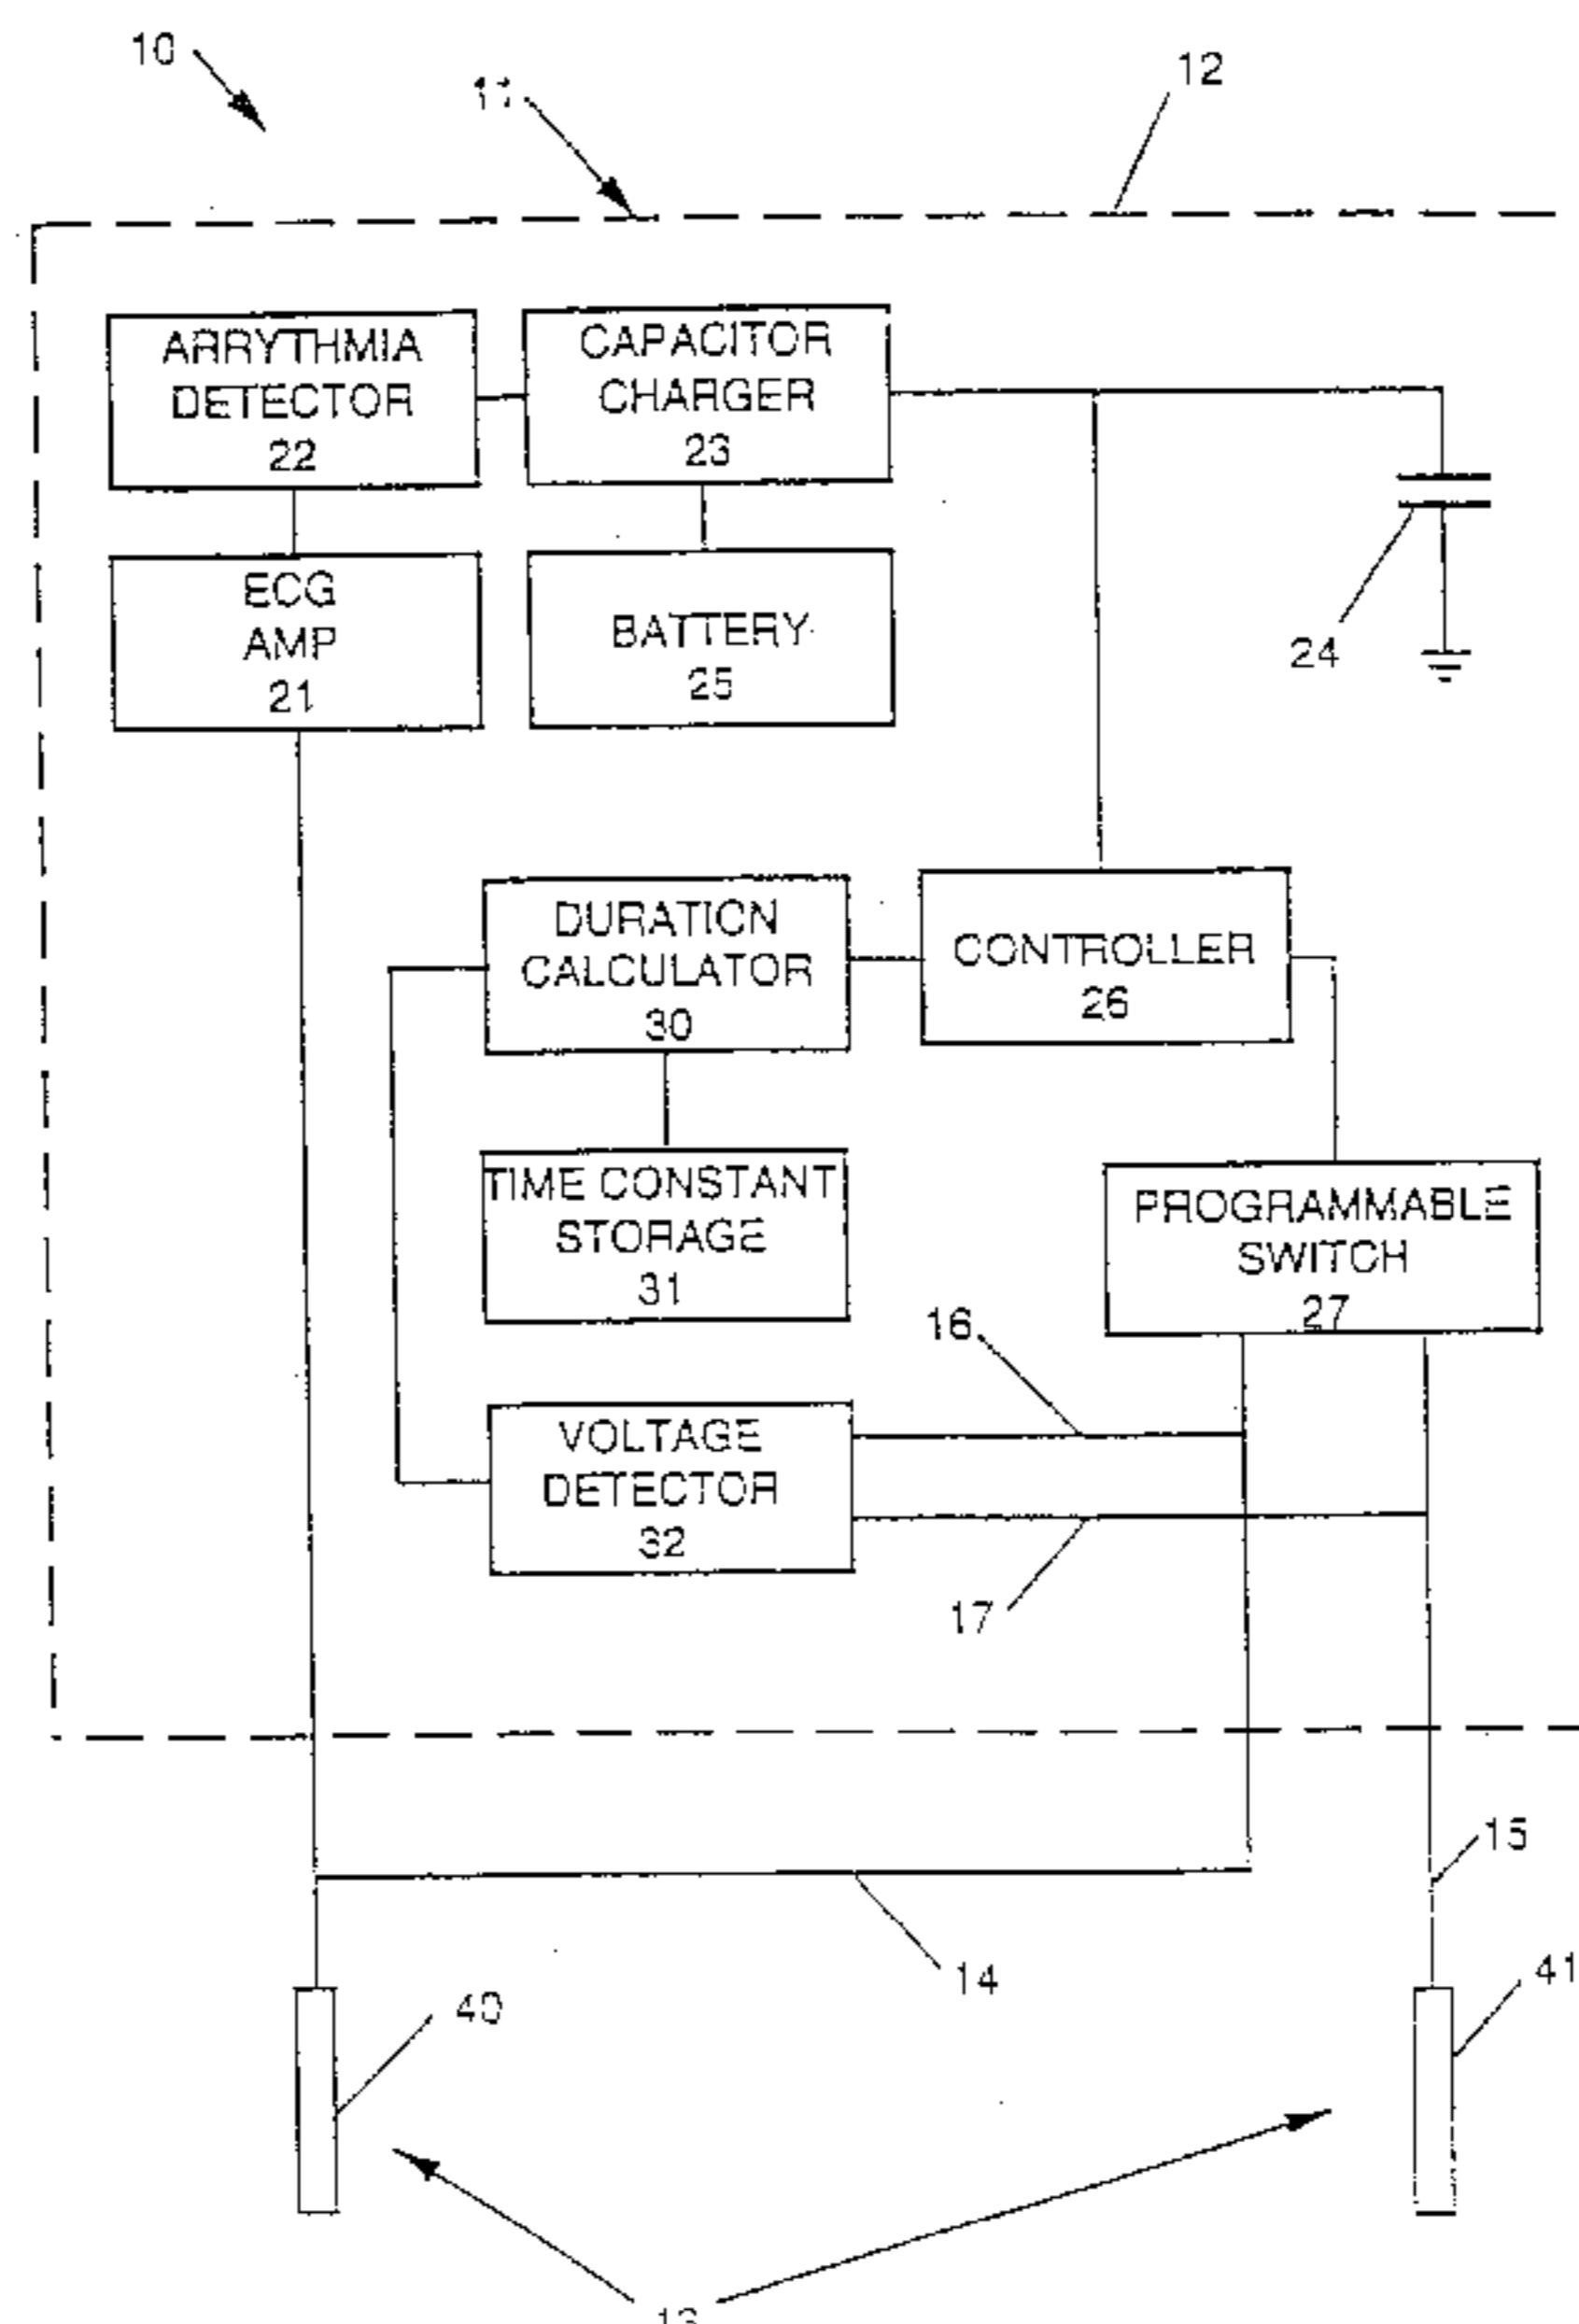 10
11
12
ARRYTHMIA
DETECTOR
22
CAPACITOR
CHARGER
23
ECG
AMP
21
BATTERY
25
24
DURATION
CALCULATOR
30
CONTROLLER
26
TIME CONSTANT
STORAGE
31
PROGRAMMABLE
SWITCH
27
16
VOLTAGE
DETECTOR
32
17
15
14
40
41